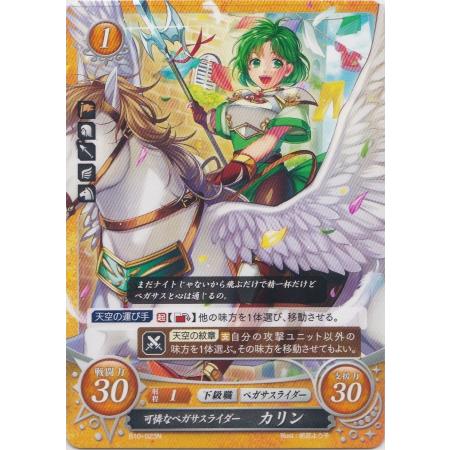 1
まだナイトじゃないから飛ぶだけで精一杯だけど
ペガサスと心は通じるの。
天空の運び手 起 他の味方を1体選び、移動させる。
天空の紋章 自分の攻撃ユニット以外の
味方を1体選ぶ。その味方を移動させてもよい。
戦闘力 30
射程 1
下級職 ペガサスライダー
支援力 30
可憐なペガサスライダー カリン
B10-023N